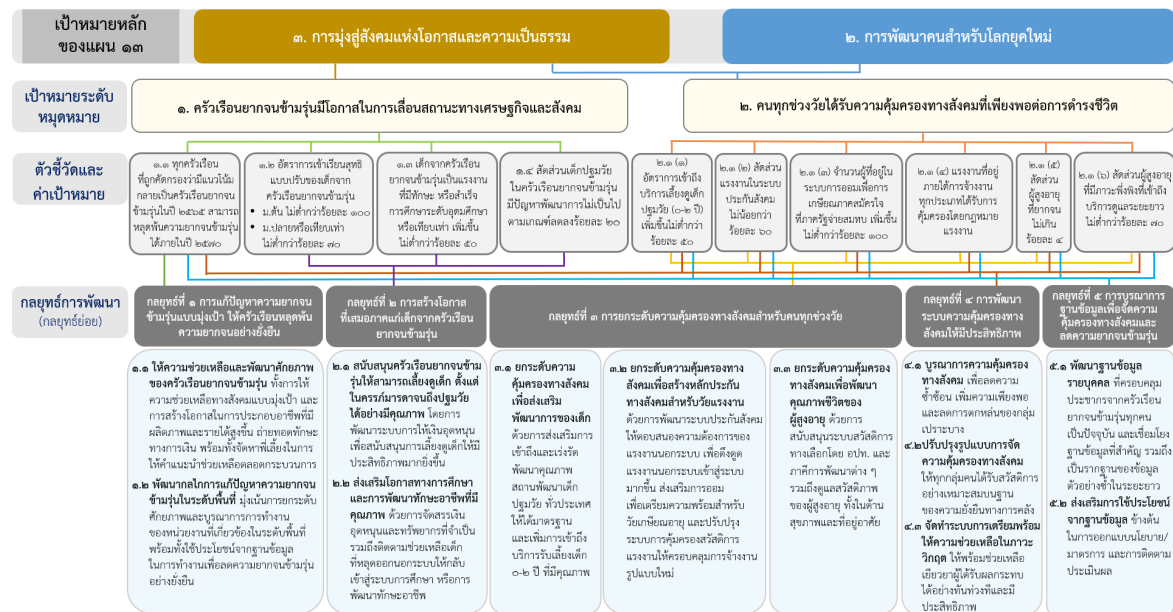 เป้าหมายหลัก
ของแผน ๑๓
๓. การมุ่งสู่สังคมแห่งโอกาสและความเป็นธรรม
๒. การพัฒนาคนสำหรับโลกยุคใหม่
เป้าหมายระดับ
หมุดหมาย
๑. ครัวเรือนยากจนข้ามรุ่นมีโอกาสในการเลื่อนสถานะทางเศรษฐกิจและสังคม
๒. คนทุกช่วงวัยได้รับความคุ้มครองทางสังคมที่เพียงพอต่อการดำรงชีวิต
ตัวชี้วัดและ
ค่าเป้าหมาย
๑.๑ ทุกครัวเรือน
ที่ถูกคัดกรองว่ามีแนวโน้ม
กลายเป็นครัวเรือนยากจน
ข้ามรุ่นในปี ๒๕๖๕ สามารถ
หลุดพ้นความยากจนข้ามรุ่น
ได้ภายในปี ๒๕๗๐
๑.๒ อัตราการเข้าเรียนสุทธิ
แบบปรับของเด็กจาก
ครัวเรือนยากจนข้ามรุ่น
• ม.ต้น ไม่ต่ำกว่าร้อยละ ๑๐๐
• ม.ปลายหรือเทียบเท่า
ไม่ต่ำกว่าร้อยละ ๗๐
๑.๓ เด็กจากครัวเรือน
ยากจนข้ามรุ่นเป็นแรงงาน
ที่มีทักษะ หรือสำเร็จ
การศึกษาระดับอุดมศึกษา
หรือเทียบเท่า เพิ่มขึ้น
ไม่ต่ำกว่าร้อยละ ๕๐
๑.๔ สัดส่วนเด็กปฐมวัย
ในครัวเรือนยากจนข้ามรุ่น
มีปัญหาพัฒนาการไม่เป็นไป
ตามเกณฑ์ลดลงร้อยละ ๒๐
๒.๑ (๑)
อัตราการเข้าถึง
บริการเลี้ยงดูเด็ก
ปฐมวัย (๐-๒ ปี)
เพิ่มขึ้นไม่ต่ำกว่า
ร้อยละ ๕๐
๒.๑ (๒) สัดส่วน
แรงงานในระบบ
ประกันสังคม
ไม่น้อยกว่า
ร้อยละ ๖๐
๒.๑ (๓) จำนวนผู้ที่อยู่ใน
ระบบการออมเพื่อการ
เกษียณภาคสมัครใจ
ที่ภาครัฐจ่ายสมทบ เพิ่มขึ้น
ไม่ต่ำกว่าร้อยละ ๑๐๐
๒.๑ (๔) แรงงานที่อยู่
ภายใต้การจ้างงาน
ทุกประเภทได้รับการ
คุ้มครองโดยกฎหมาย
แรงงาน
๒.๑ (๕)
สัดส่วน
ผู้สูงอายุ
ที่ยากจน
ไม่เกิน
ร้อยละ ๔
๒.๑ (๖) สัดส่วนผู้สูงอายุ
ที่มีภาวะพึ่งพิงที่เข้าถึง
บริการดูแลระยะยาว
ไม่ต่ำกว่าร้อยละ ๗๐
กลยุทธ์การพัฒนา
(กลยุทธ์ย่อย)
กลยุทธ์ที่ ๑ การแก้ปัญหาความยากจน
ข้ามรุ่นแบบมุ่งเป้า ให้ครัวเรือนหลุดพ้น
ความยากจนอย่างยั่งยืน
กลยุทธ์ที่ ๒ การสร้างโอกาส
ที่เสมอภาคแก่เด็กจากครัวเรือน
ยากจนข้ามรุ่น
กลยุทธ์ที่ ๓ การยกระดับความคุ้มครองทางสังคมสำหรับคนทุกช่วงวัย
กลยุทธ์ที่ ๔ การพัฒนา
ระบบความคุ้มครองทาง
สังคมให้มีประสิทธิภาพ
กลยุทธ์ที่ ๕ การบูรณาการ
ฐานข้อมูลเพื่อจัดความ
คุ้มครองทางสังคมและ
ลดความยากจนข้ามรุ่น
๑.๑ ให้ความช่วยเหลือและพัฒนาศักยภาพ
ของครัวเรือนยากจนข้ามรุ่น ทั้งการให้
ความช่วยเหลือทางสังคมแบบมุ่งเป้า และ
การสร้างโอกาสในการประกอบอาชีพที่มี
ผลิตภาพและรายได้สูงขึ้น ถ่ายทอดทักษะ
ทางการเงิน พร้อมทั้งจัดหาพี่เลี้ยงในการ
ให้คำแนะนำช่วยเหลือตลอดกระบวนการ
๑.๒ พัฒนากลไกการแก้ปัญหาความยากจน
ข้ามรุ่นในระดับพื้นที่ มุ่งเน้นการยกระดับ
ศักยภาพและบูรณาการการทำงาน
ของหน่วยงานที่เกี่ยวข้องในระดับพื้นที่
พร้อมทั้งใช้ประโยชน์จากฐานข้อมูล
ในการทำงานเพื่อลดความยากจนข้ามรุ่น
อย่างยั่งยืน
๒.๑ สนับสนุนครัวเรือนยากจนข้าม
รุ่นให้สามารถเลี้ยงดูเด็ก ตั้งแต่
ในครรภ์มารดาจนถึงปฐมวัย
ได้อย่างมีคุณภาพ โดยการ
พัฒนาระบบการให้เงินอุดหนุน
เพื่อสนับสนุนการเลี้ยงดูเด็กให้มี
ประสิทธิภาพมากยิ่งขึ้น
๒.๒ ส่งเสริมโอกาสทางการศึกษา
และการพัฒนาทักษะอาชีพที่มี
คุณภาพ ด้วยการจัดสรรเงิน
อุดหนุนและทรัพยากรที่จำเป็น
รวมถึงติดตามช่วยเหลือเด็ก
ที่หลุดออกนอกระบบให้กลับ
เข้าสู่ระบบการศึกษา หรือการ
พัฒนาทักษะอาชีพ
๓.๑ ยกระดับความ
คุ้มครองทางสังคม
เพื่อส่งเสริม
พัฒนาการของเด็ก
ด้วยการส่งเสริมการ
เข้าถึงและเร่งรัด
พัฒนาคุณภาพ
สถานพัฒนาเด็ก
ปฐมวัย ทั่วประเทศ
ให้ได้มาตรฐาน
และเพิ่มการเข้าถึง
บริการรับเลี้ยงเด็ก
๐-๒ ปี ที่มีคุณภาพ
๓.๒ ยกระดับความคุ้มครองทาง
สังคมเพื่อสร้างหลักประกัน
ทางสังคมสำหรับวัยแรงงาน
ด้วยการพัฒนาระบบประกันสังคม
ให้ตอบสนองความต้องการของ
แรงงานนอกระบบ เพื่อดึงดูด
แรงงานนอกระบบเข้าสู่ระบบ
มากขึ้น ส่งเสริมการออม
เพื่อเตรียมความพร้อมสำหรับ
วัยเกษียณอายุ และปรับปรุง
ระบบการคุ้มครองสวัสดิการ
แรงงานให้ครอบคลุมการจ้างงาน
รูปแบบใหม่
๓.๓ ยกระดับความคุ้มครอง
ทางสังคมเพื่อพัฒนา
คุณภาพชีวิตของ
ผู้สูงอายุ ด้วยการ
สนับสนุนระบบสวัสดิการ
ทางเลือกโดย อปท. และ
ภาคีการพัฒนาต่าง ๆ
รวมถึงดูแลสวัสดิภาพ
ของผู้สูงอายุ ทั้งในด้าน
สุขภาพและที่อยู่อาศัย
๔.๑ บูรณาการความคุ้มครอง
ทางสังคม เพื่อลดความ
ซ้ำซ้อน เพิ่มความเพียงพอ
และลดการตกหล่นของกลุ่ม
เปราะบาง
๔.๒ปรับปรุงรูปแบบการจัด
ความคุ้มครองทางสังคม
ให้ทุกกลุ่มคนได้รับสวัสดิการ
อย่างเหมาะสมบนฐาน
ของความยั่งยืนทางการคลัง
๔.๓ จัดทำระบบการเตรียมพร้อม
ให้ความช่วยเหลือในภาวะ
วิกฤต ให้พร้อมช่วยเหลือ
เยียวยาผู้ได้รับผลกระทบ
ได้อย่างทันท่วงทีและมี
ประสิทธิภาพ
๕.๑ พัฒนาฐานข้อมูล
รายบุคคล ที่ครอบคลุม
ประชากรจากครัวเรือน
ยากจนข้ามรุ่นทุกคน
เป็นปัจจุบัน และเชื่อมโยง
ฐานข้อมูลที่สำคัญ รวมถึง
เป็นรากฐานของข้อมูล
ตัวอย่างซ้ำในระยะยาว
๕.๒ ส่งเสริมการใช้ประโยชน์
จากฐานข้อมูล ข้างต้น
ในการออกแบบนโยบาย/
มาตรการ และการติดตาม
ประเมินผล